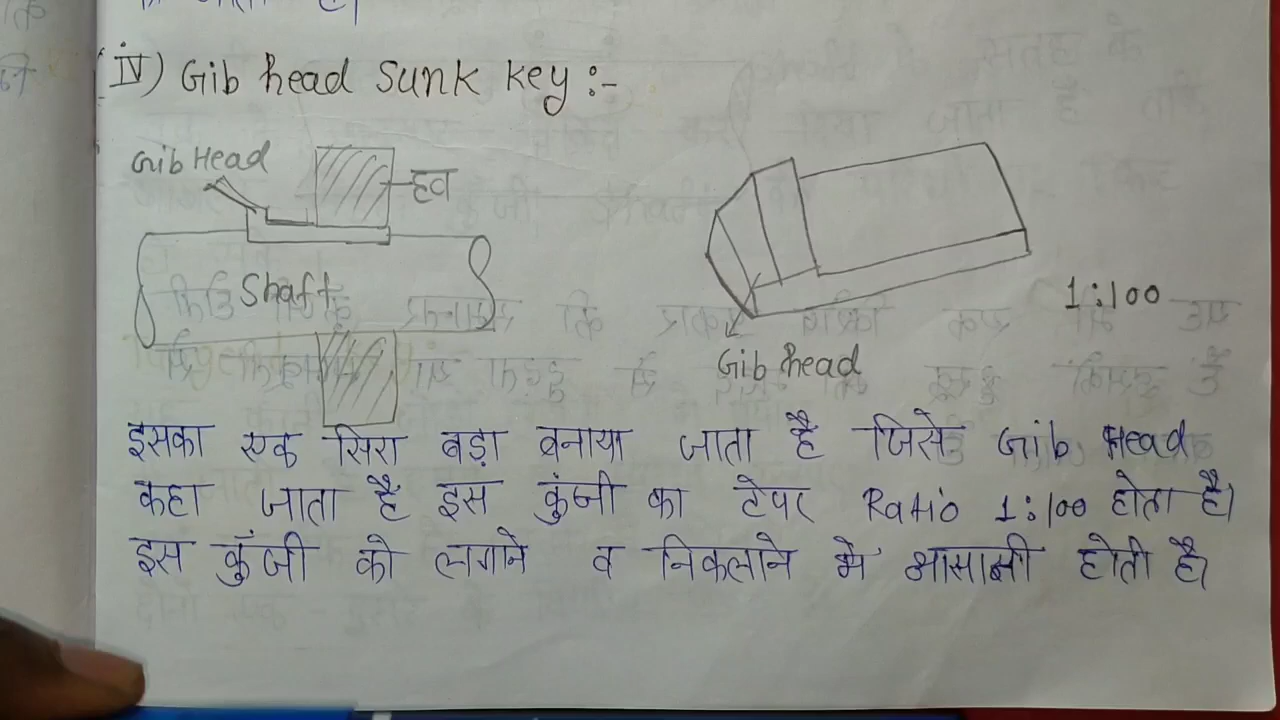 (iv) Gib head Sunk key :-
Gib Head
हब
Shaft
1:100
Gib head
इसका एक सिरा बड़ा बनाया जाता है जिसे Gib Head
कहा जाता है इस कुंजी का टेपर Ratio 1:100 होता है।
इस कुँजी को लगाने व निकलाने मे आसानी होती है।